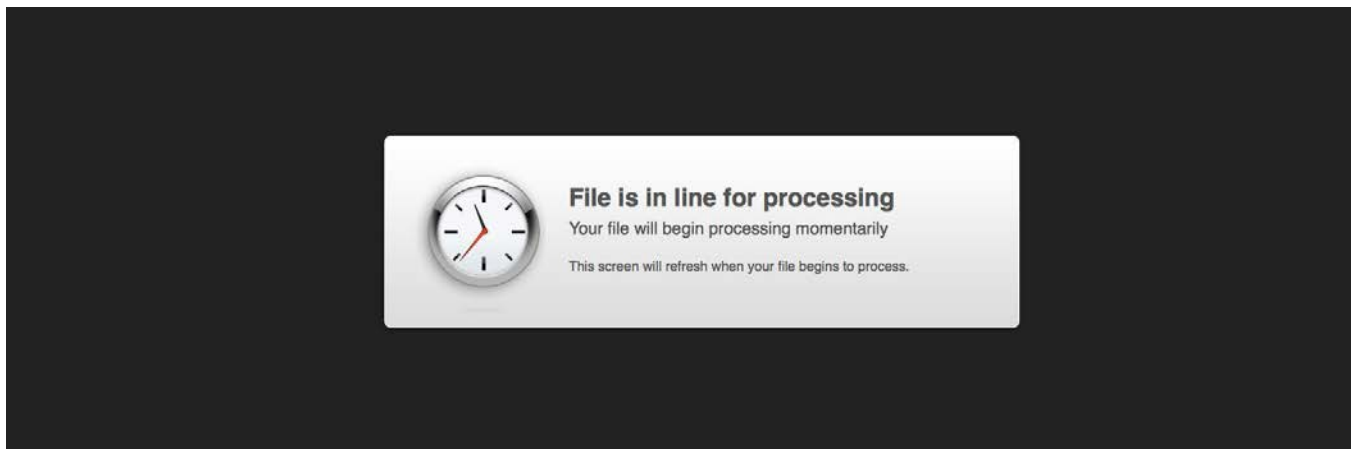 File is in line for processing
Your file will begin processing momentarily
This screen will refresh when your file begins to process.